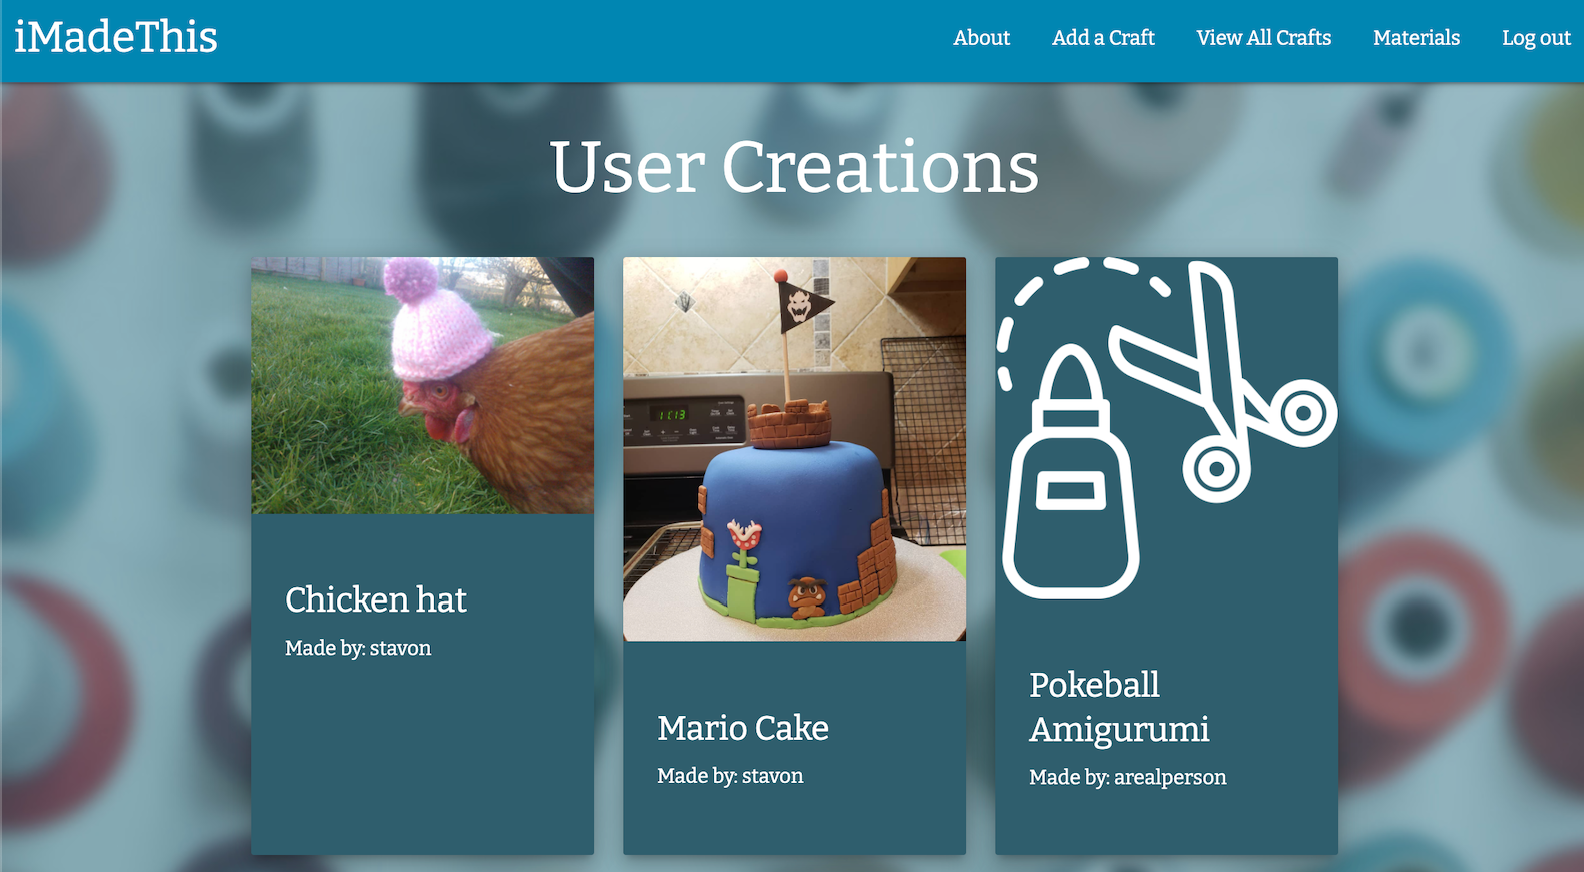 iMadeThis
About Add a Craft View All Crafts Materials Log out
User Creations
11:13
Chicken hat
Made by: stavon
Mario Cake
Made by: stavon
Pokeball
Amigurumi
Made by: arealperson